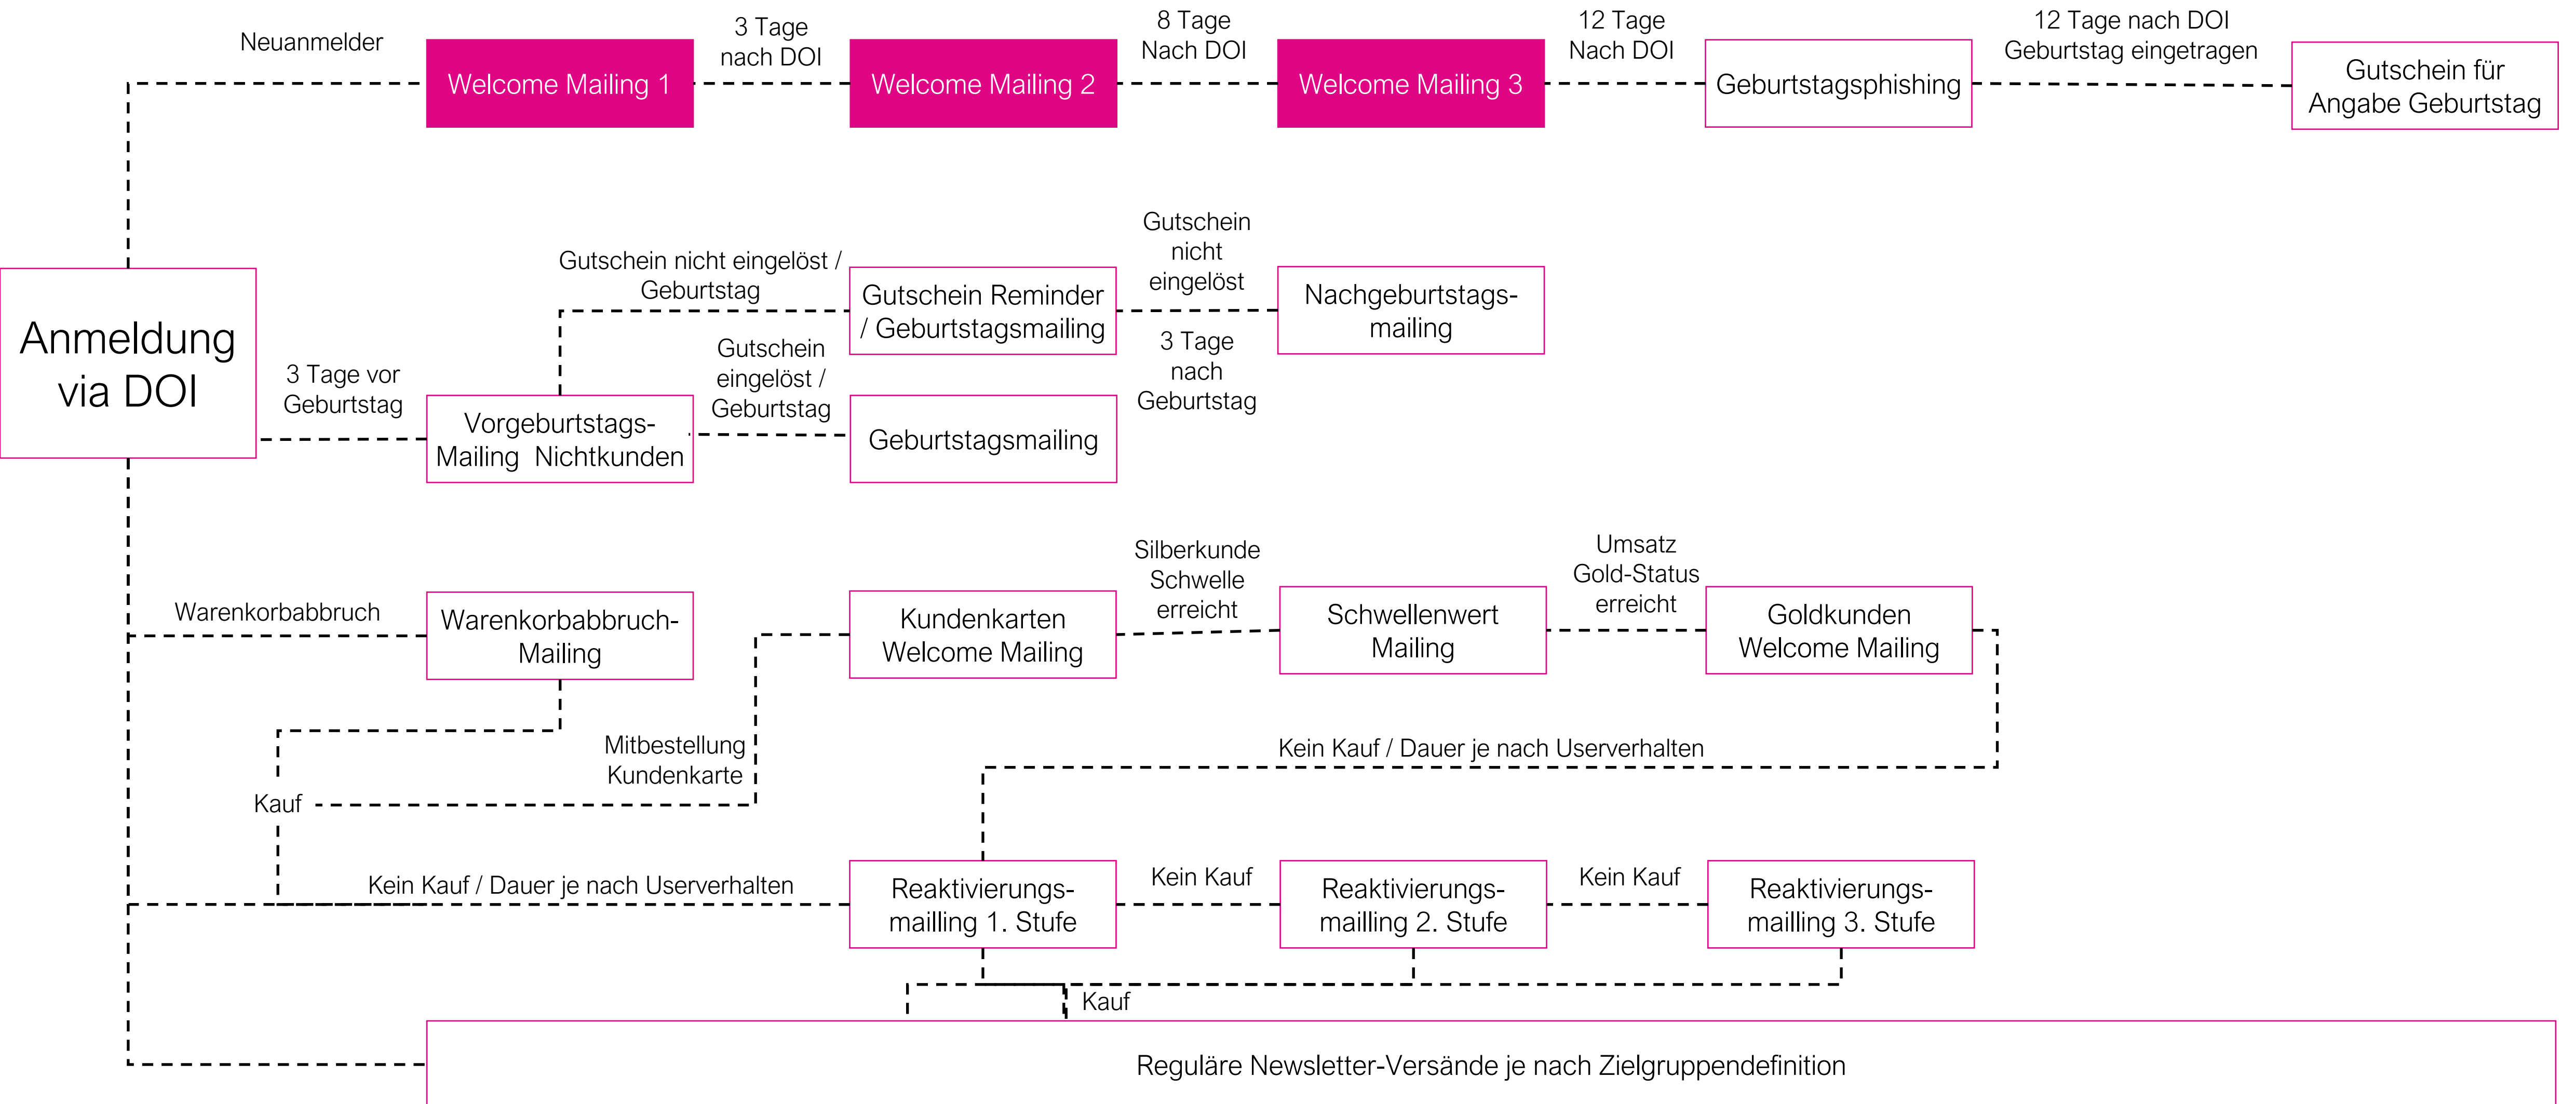 Neuanmelder
Welcome Mailing 1
3 Tage
nach DOI
Welcome Mailing 2
8 Tage
Nach DOI
Welcome Mailing 3
12 Tage
Nach DOI
Geburtstagsphishing
12 Tage nach DOI
Geburtstag eingetragen
Gutschein für
Angabe Geburtstag
Anmeldung
via DOI
3 Tage vor
Geburtstag
Vorgeburtstags-
Mailing Nichtkunden
Gutschein nicht eingelöst /
Geburtstag
Gutschein Reminder
/ Geburtstagsmailing
Gutschein
nicht
eingelöst
3 Tage
nach
Geburtstag
Nachgeburtstags-
mailing
Gutschein
eingelöst /
Geburtstag
Geburtstagsmailing
Warenkorbabbruch
Warenkorbabbruch-
Mailing
Kauf
Mitbestellung
Kundenkarte
Kundenkarten
Welcome Mailing
Silberkunde
Schwelle
erreicht
Schwellenwert
Mailing
Umsatz
Gold-Status
erreicht
Goldkunden
Welcome Mailing
Kein Kauf / Dauer je nach Userverhalten
Kein Kauf / Dauer je nach Userverhalten
Reaktivierungs-
mailling 1. Stufe
Kein Kauf
Reaktivierungs-
mailling 2. Stufe
Kein Kauf
Reaktivierungs-
mailling 3. Stufe
Kauf
Reguläre Newsletter-Versände je nach Zielgruppendefinition